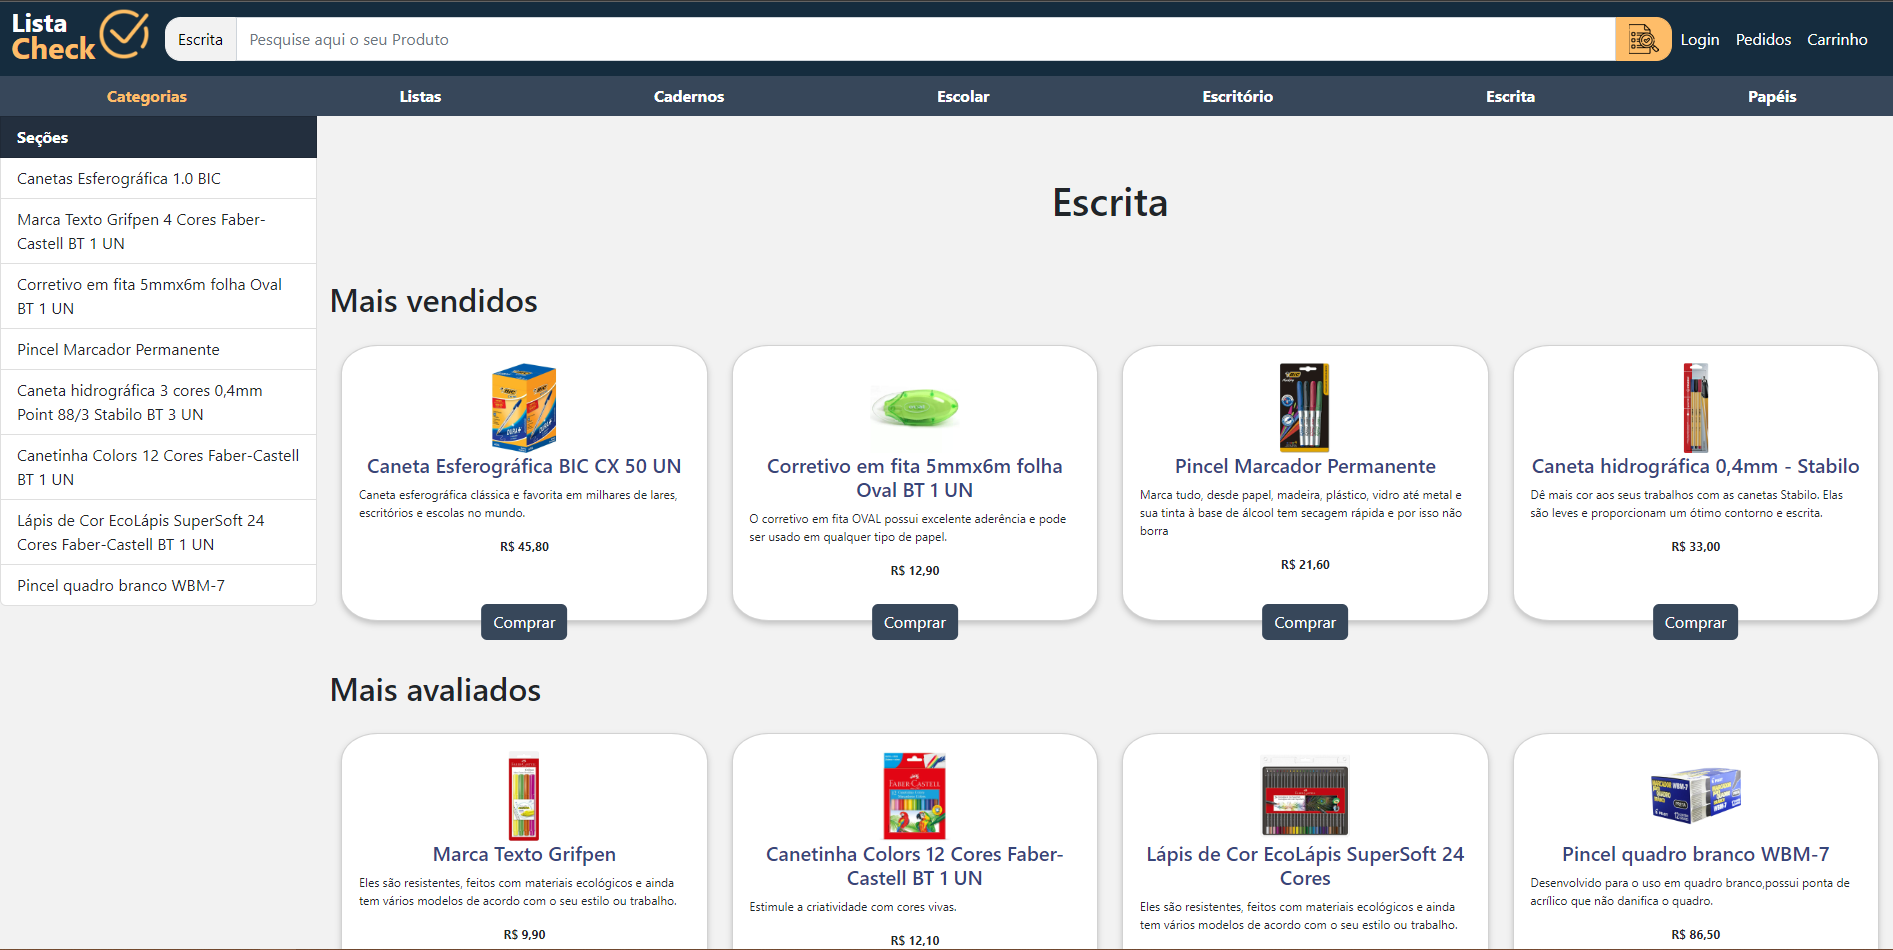 Lista
Check
Escrita
Pesquise aqui o seu Produto
Login
Pedidos
Carrinho
Categorias
Listas
Cadernos
Escolar
Escritório
Escrita
Papéis
Seções
Canetas Esferográfica 1.0 BIC
Marca Texto Grifpen 4 Cores Faber-
Castell BT 1 UN
Corretivo em fita 5mmx6m folha Oval
BT 1 UN
Pincel Marcador Permanente
Caneta hidrográfica 3 cores 0,4mm
Point 88/3 Stabilo BT 3 UN
Canetinha Colors 12 Cores Faber-Castell
BT 1 UN
Lápis de Cor EcoLápis SuperSoft 24
Cores Faber-Castell BT 1 UN
Pincel quadro branco WBM-7
Escrita
Mais vendidos
Caneta Esferográfica BIC CX 50 UN
Caneta esferográfica clássica e favorita em milhares de lares,
escritórios e escolas no mundo.
R$ 45,80
Comprar
Corretivo em fita 5mmx6m folha
Oval BT 1 UN
O corretivo em fita OVAL possui excelente aderência e pode
ser usado em qualquer tipo de papel.
R$ 12,90
Comprar
BIC
Pincel Marcador Permanente
Marca tudo, desde papel, madeira, plástico, vidro até metal e
sua tinta à base de álcool tem secagem rápida e por isso não
borra
R$ 21,60
Comprar
Caneta hidrográfica 0,4mm - Stabilo
Dê mais cor aos seus trabalhos com as canetas Stabilo. Elas
são leves e proporcionam um ótimo contorno e escrita.
R$ 33,00
Comprar
Mais avaliados
Marca Texto Grifpen
Eles são resistentes, feitos com materiais ecológicos e ainda
tem vários modelos de acordo com o seu estilo ou trabalho.
R$ 9,90
FABER CASTELL
Canetinha Colors 12 Cores Faber-
Castell BT 1 UN
Estimule a criatividade com cores vivas.
R$ 12,10
Lápis de Cor EcoLápis SuperSoft 24
Cores
Eles são resistentes, feitos com materiais ecológicos e ainda
tem vários modelos de acordo com o seu estilo ou trabalho.
MARCADOR WBM-7
Pincel quadro branco WBM-7
Desenvolvido para o uso em quadro branco,possui ponta de
acrílico que não danifica o quadro.
R$ 86,50